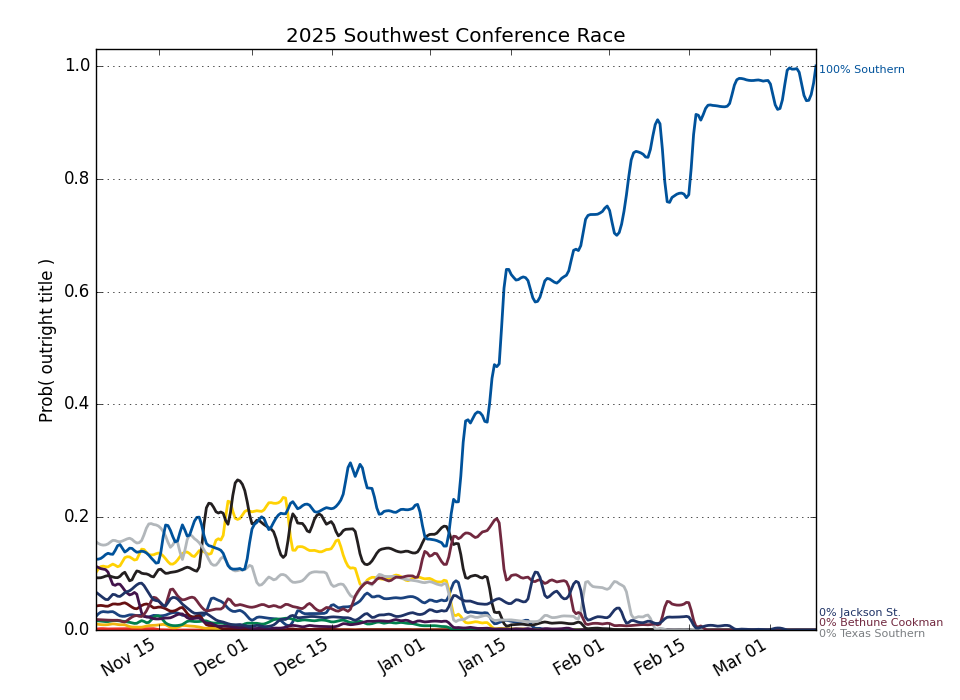 2025 Southwest Conference Race
Prob( outright title )
1.0
0.8
0.6
0.4
0.2
0.0
Nov 15
Dec 01
Dec 15
Jan 01
Jan 15
Feb 01
Feb 15
Mar 01
100% Southern
0% Jackson St.
0% Bethune Cookman
0% Texas Southern